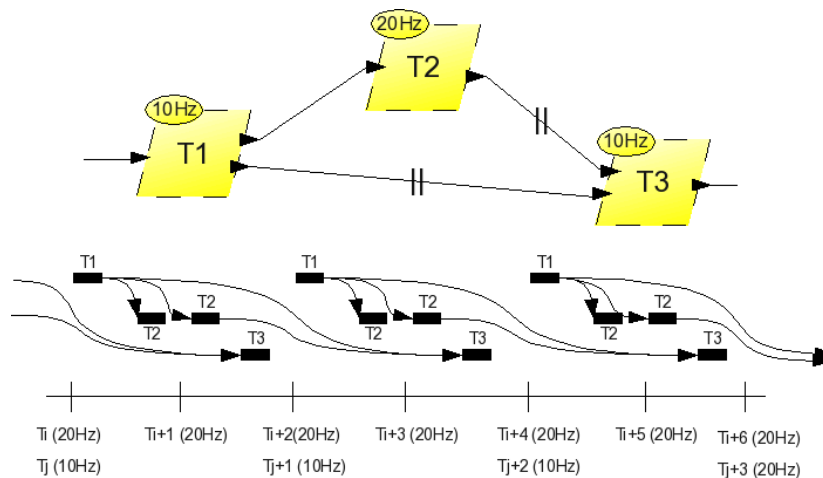 20Hz
T2
10Hz
T1
10Hz
T3
T1
T1
T1
T2
T2
T2
T2
T2
T2
T3
T3
T3
Ti (20Hz)
Ti+1 (20Hz)
Ti+2(20Hz)
Ti+3 (20Hz)
Ti+4 (20Hz)
Ti+5 (20Hz)
Ti+6 (20Hz)
Tj (10Hz)
Tj+1 (10Hz)
Tj+2 (10Hz)
Tj+3 (20Hz)